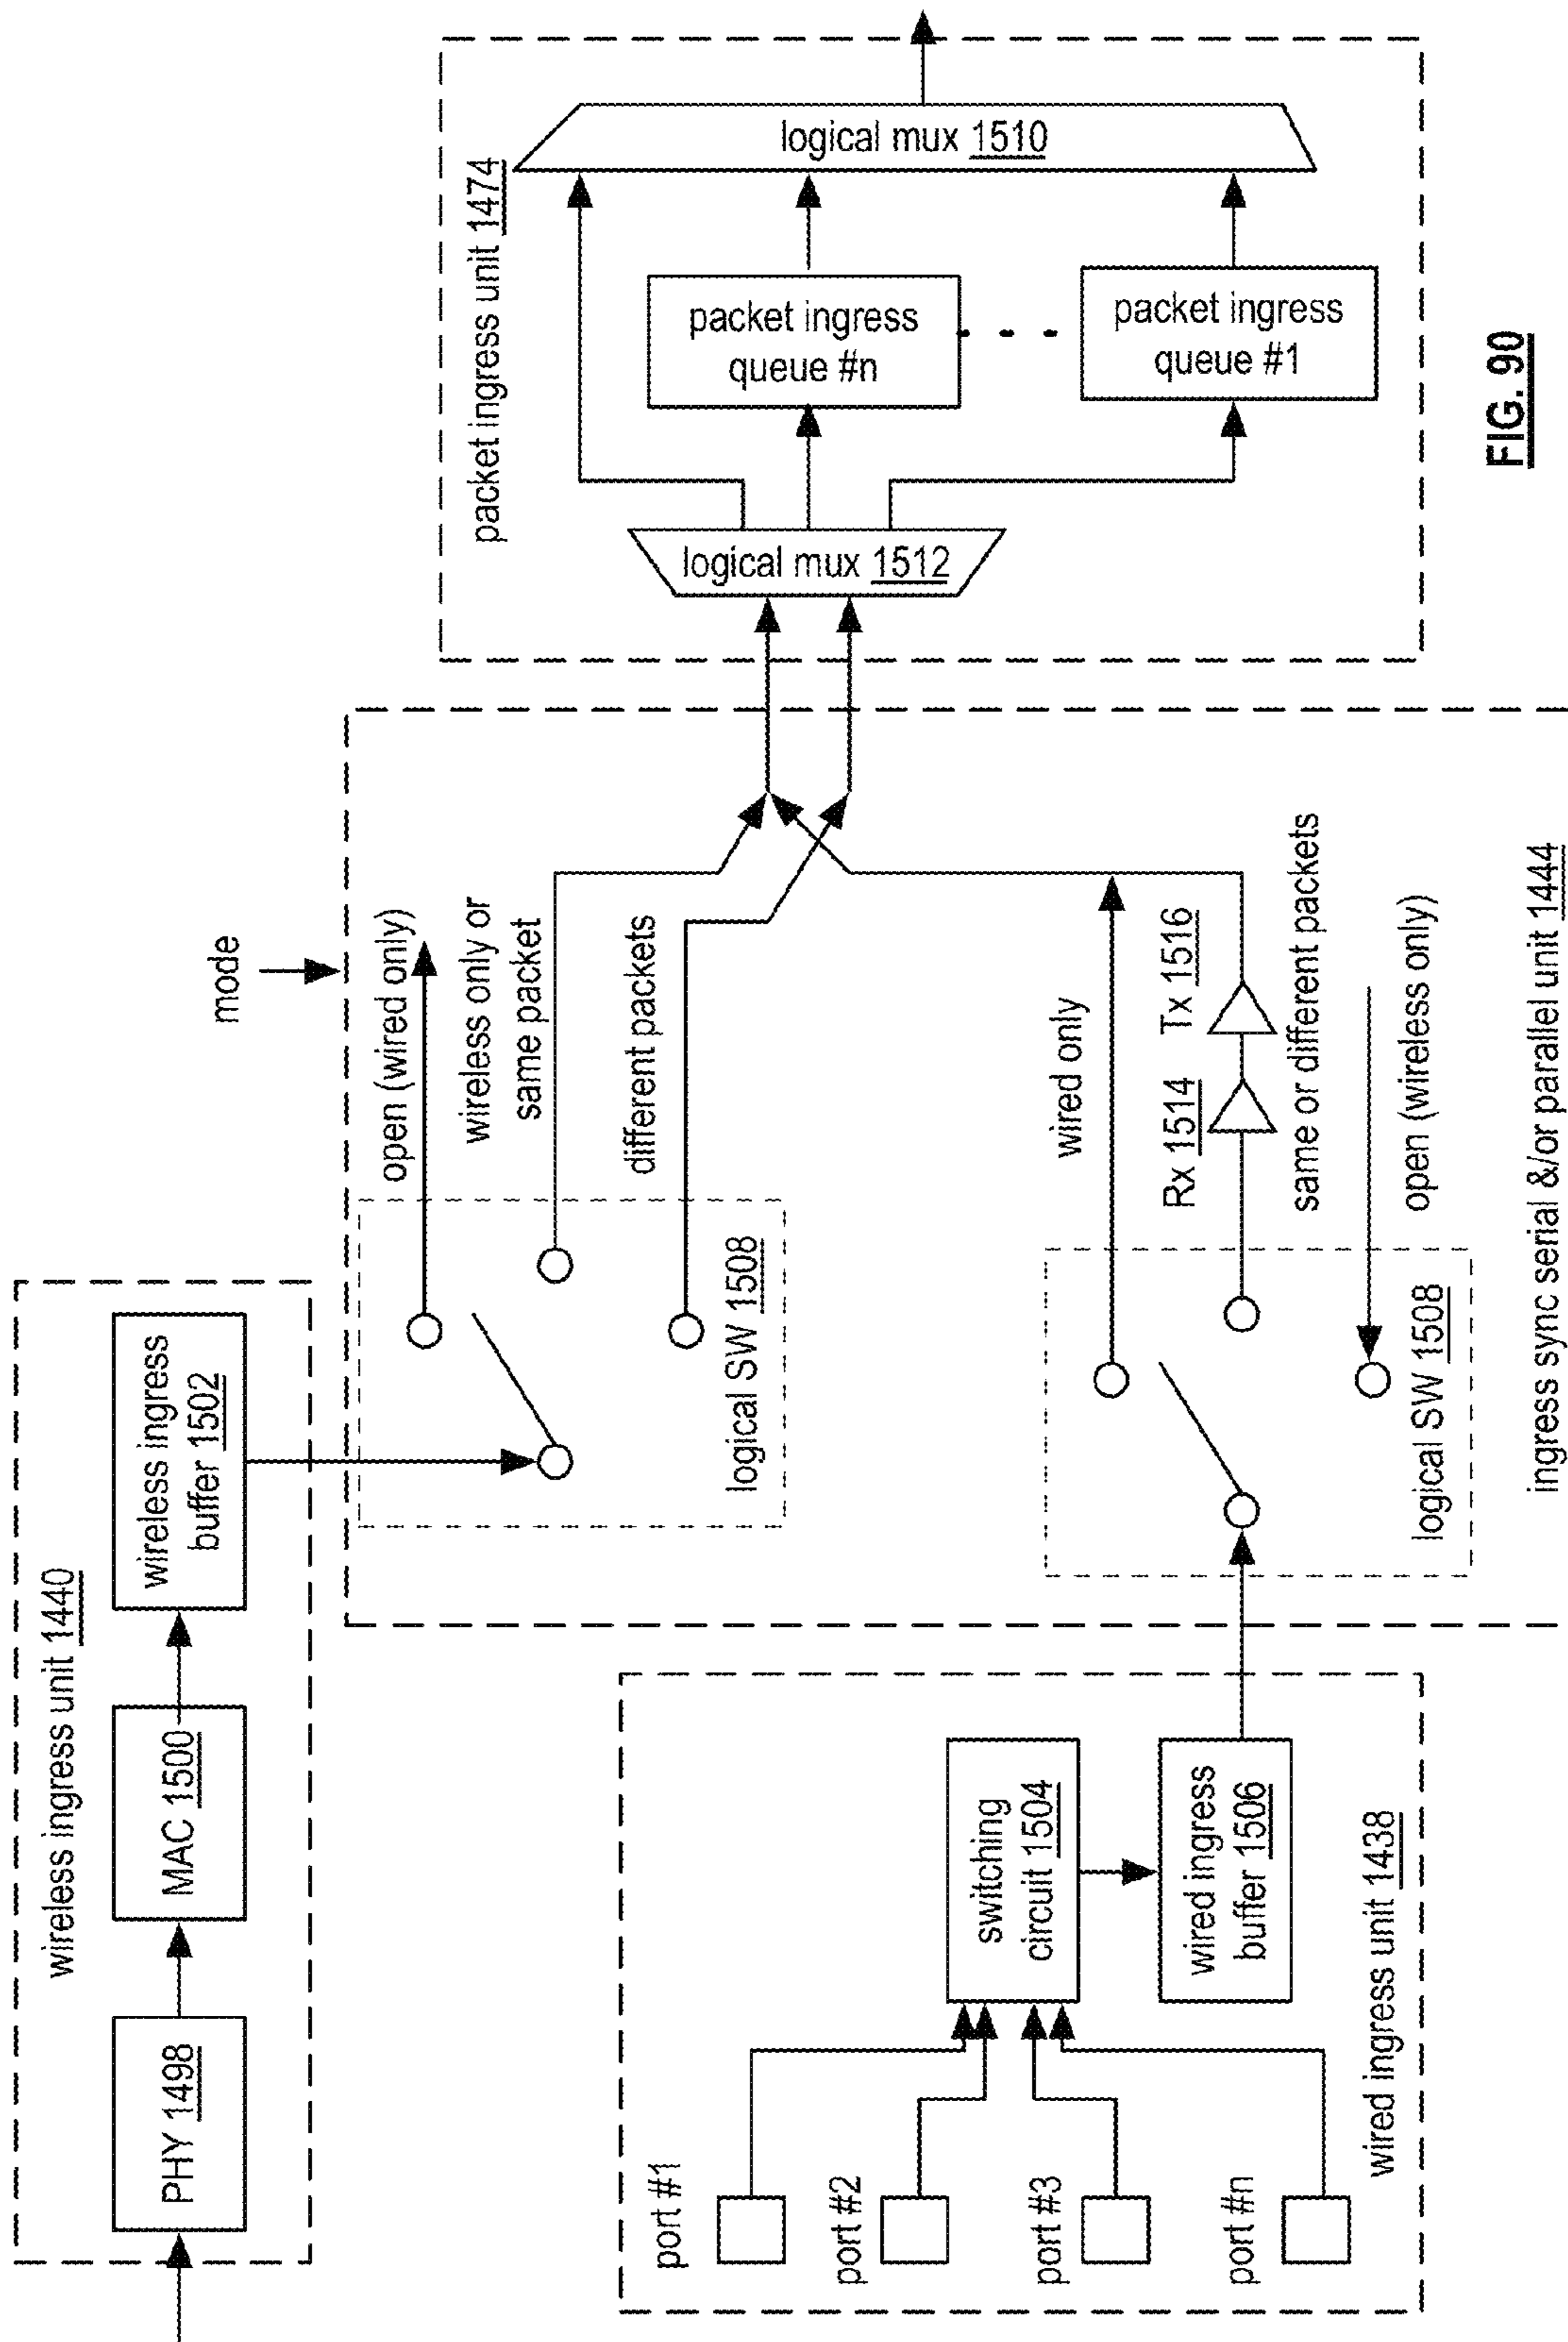 wireless ingress unit 1440
PHY 1498
MAC 1500
wireless ingress
buffer 1502
port #1
port #2
port #3
port #n
switching
circuit 1504
wired ingress
buffer 1506
wired ingress unit 1438
mode
open (wired only)
wireless only or
same packet
different packets
logical SW 1508
wired only
Rx 1514
Tx 1516
same or different packets
open (wireless only)
logical SW 1508
ingress sync serial &/or parallel unit 1444
packet ingress unit 1474
logical mux 1512
packet ingress
queue #n
packet ingress
queue #1
logical mux 1510
FIG. 90